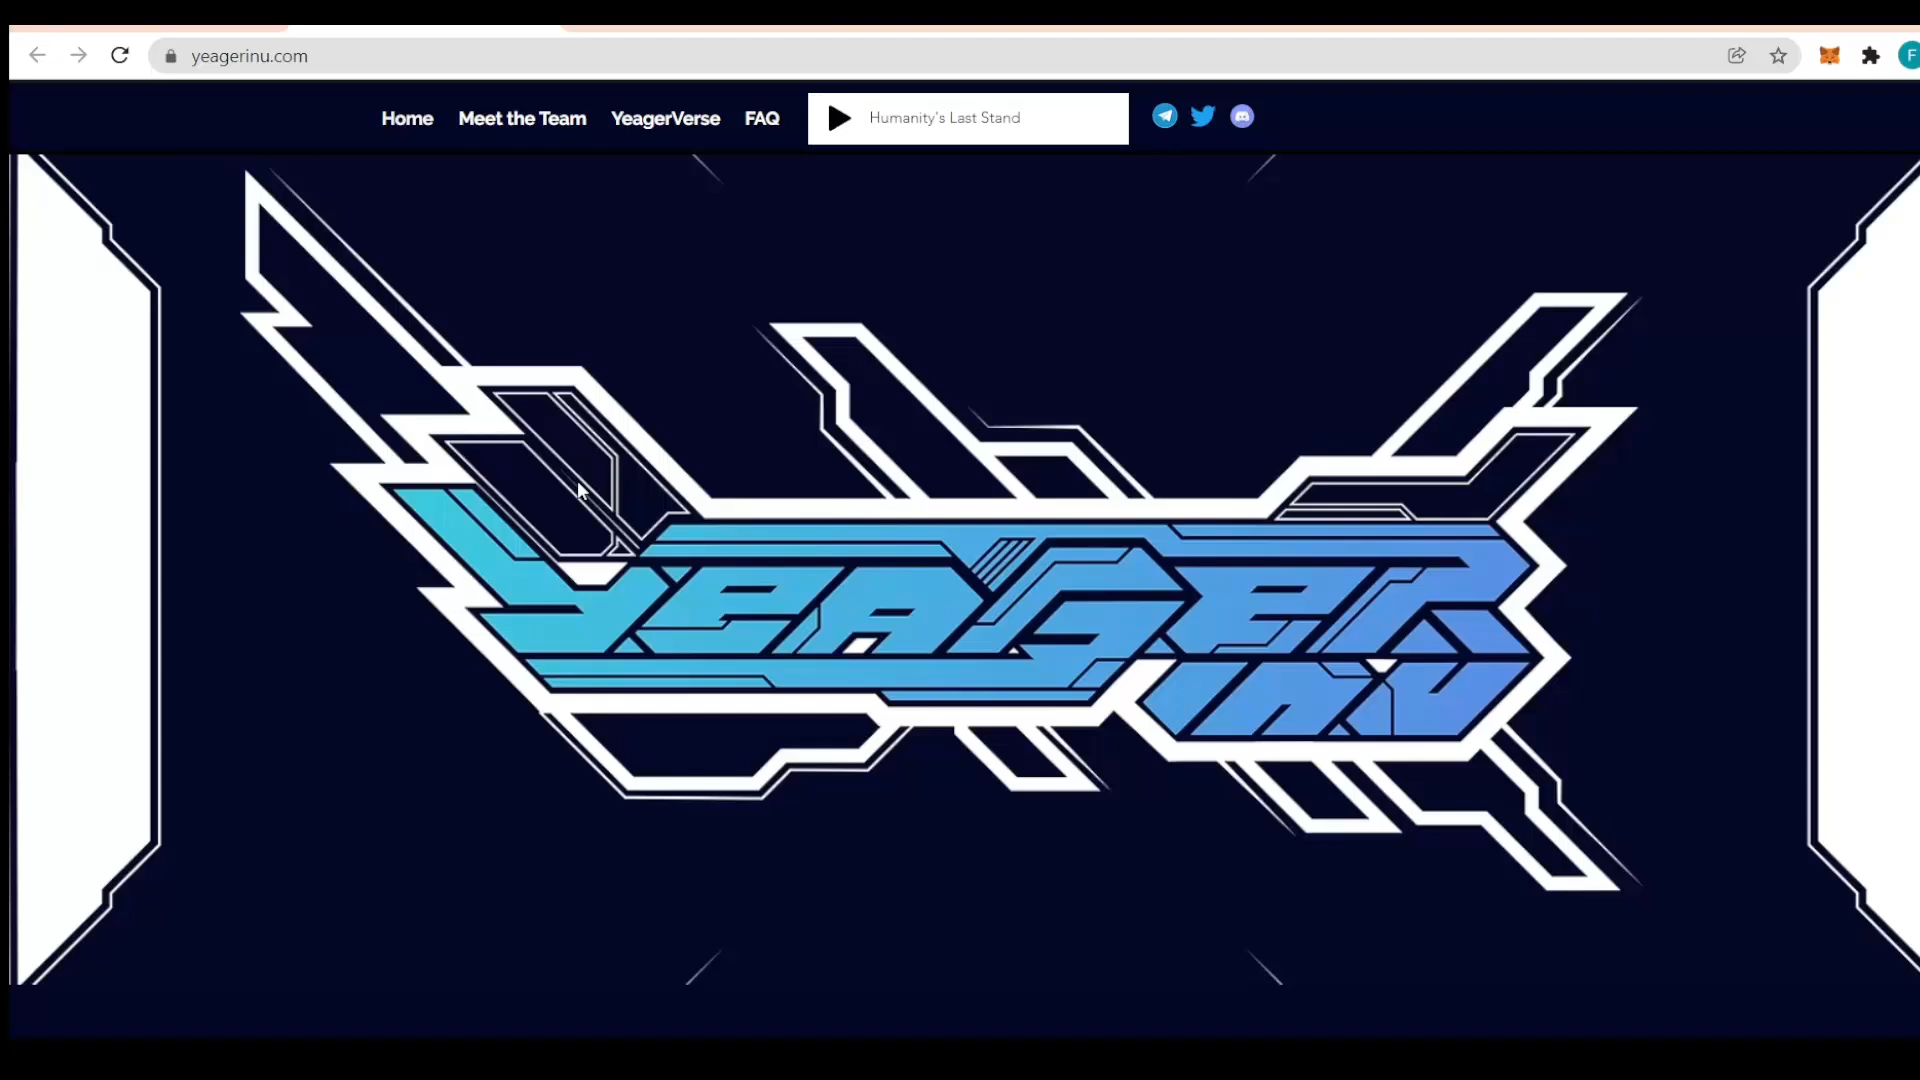 yeagerinu.com
F
Home Meet the Team YeagerVerse FAQ Humanity's Last Stand
YEAGER
INU